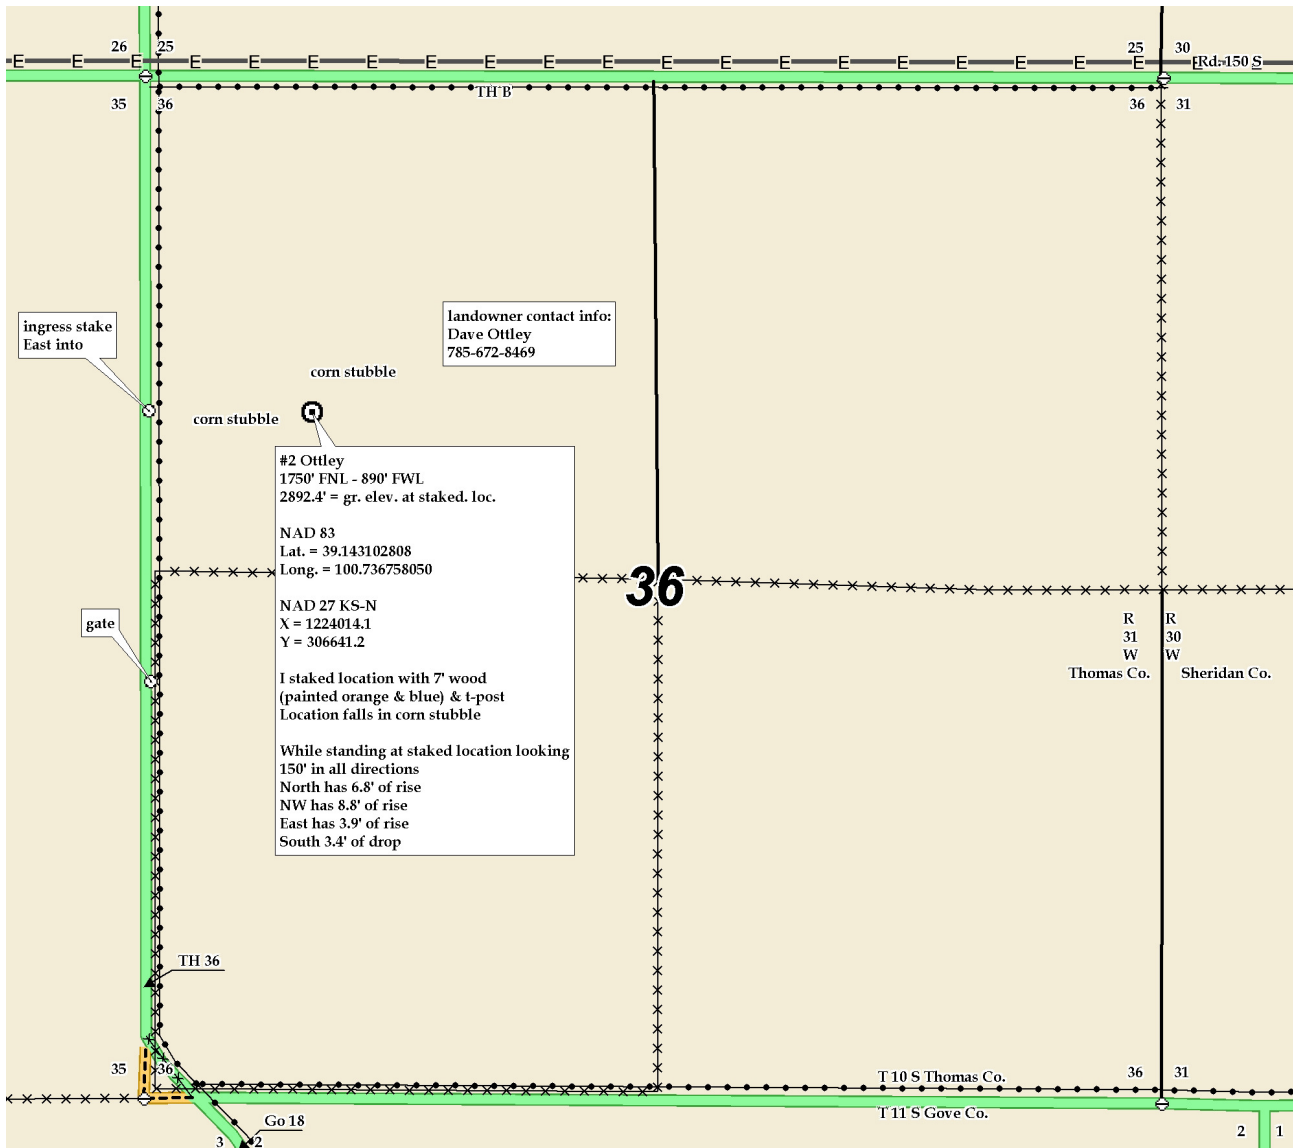 26 25
25 30
E E E E E E E E E E E E E E E E E E E E E Rd. 150 S
35 36
TH B
36 31
ingress stake
East into
landowner contact info:
Dave Ottley
785-672-8469
corn stubble
corn stubble
#2 Ottley
1750' FNL - 890' FWL
2892.4' = gr. elev. at staked. loc.
NAD 83
Lat. = 39.143102808
Long. = 100.736758050
NAD 27 KS-N
X = 1224014.1
Y = 306641.2
I staked location with 7' wood
(painted orange & blue) & t-post
Location falls in corn stubble
While standing at staked location looking
150' in all directions
North has 6.8' of rise
NW has 8.8' of rise
East has 3.9' of rise
South 3.4' of drop
36
gate
R R
31 30
W W
Thomas Co. Sheridan Co.
TH 36
35 36
36 31
T 10 S Thomas Co.
T 11 S Gove Co.
Go 18
3 2
2 1